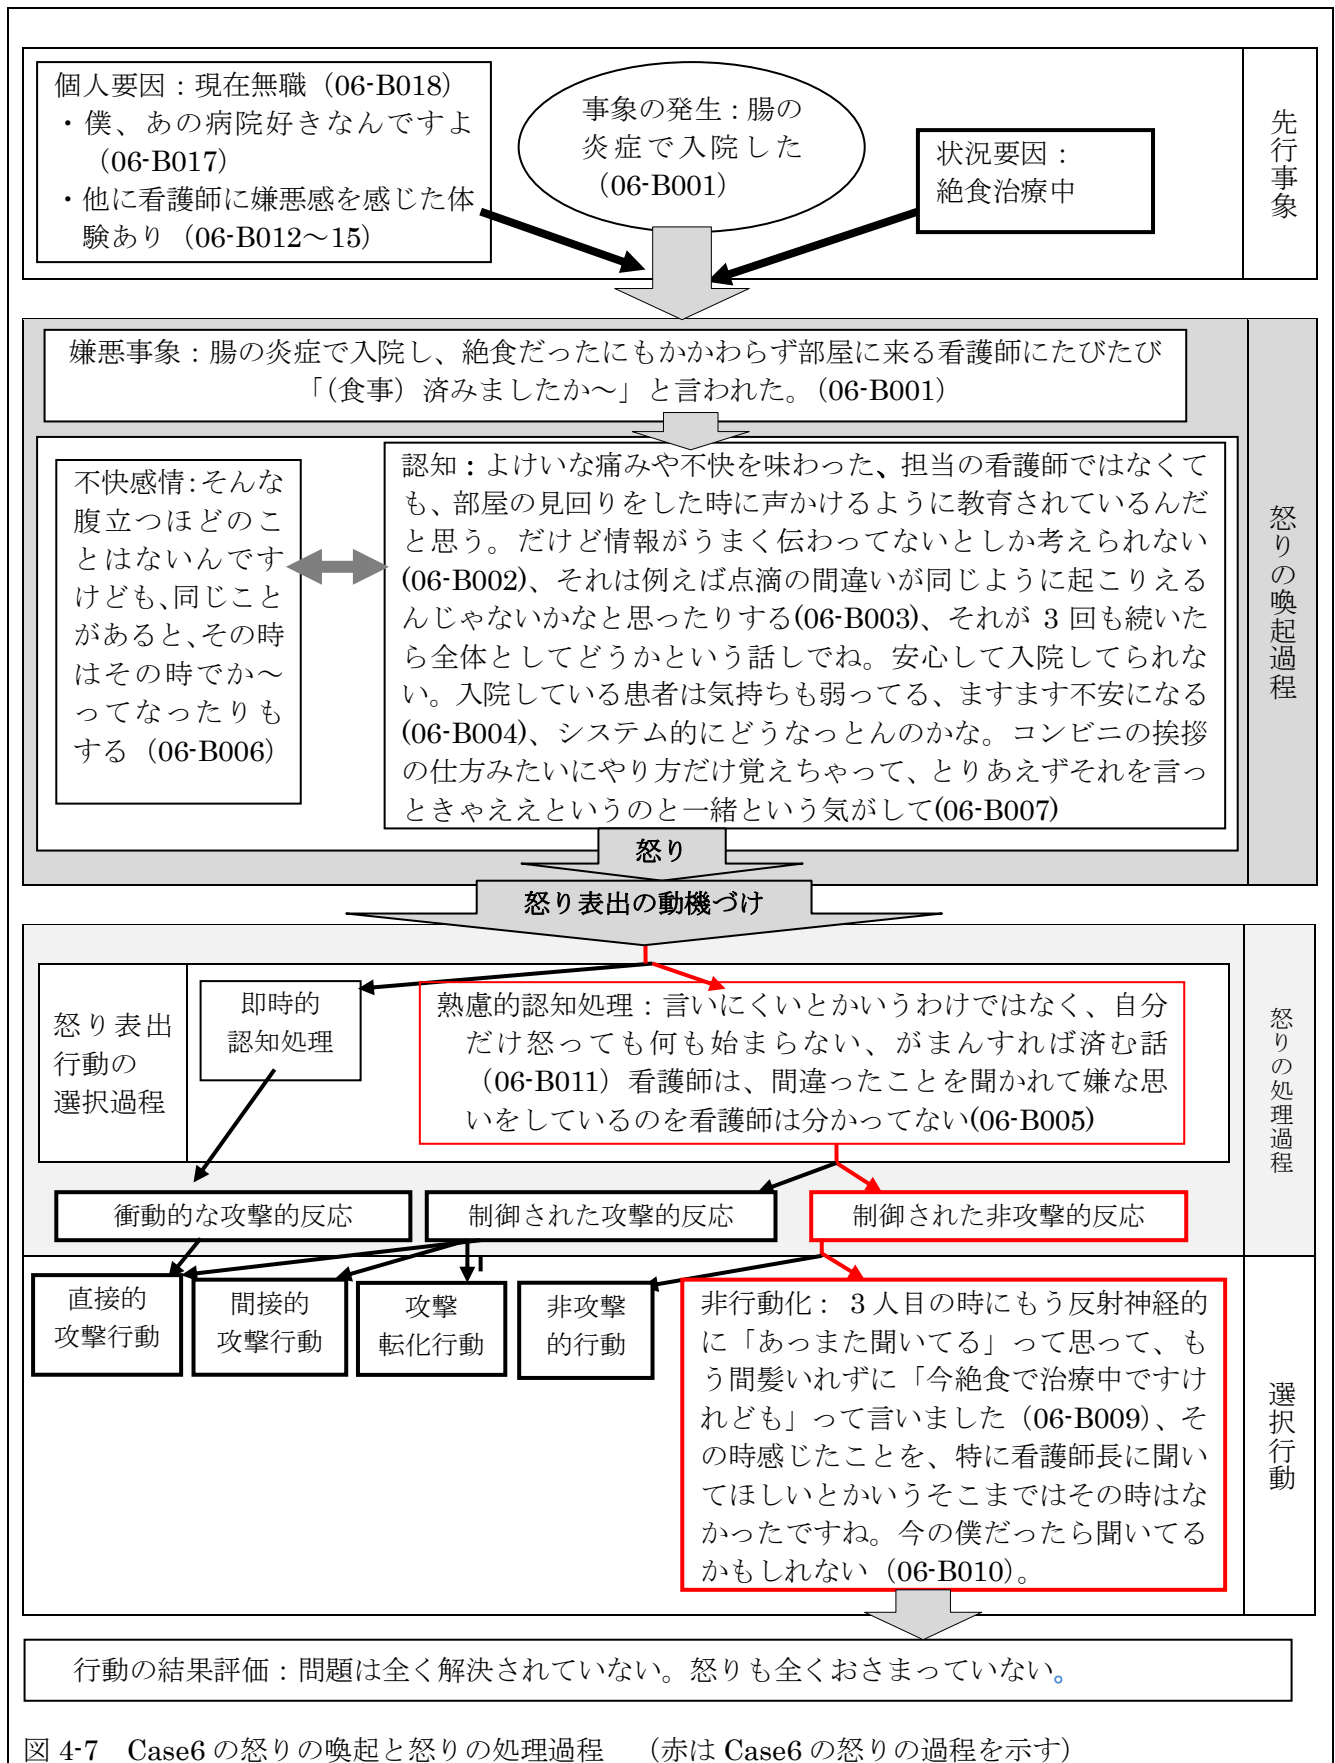 個人要因：現在無職（06-B018）
・僕、あの病院好きなんですよ
（06-B017）
・他に看護師に嫌悪感を感じた体
験あり（06-B012～15）
事象の発生：腸の
炎症で入院した
（06-B001）
状況要因：
絶食治療中
先行事象
嫌悪事象：腸の炎症で入院し、絶食だったにもかかわらず部屋に来る看護師にたびたび
「（食事）済みましたか～」と言われた。（06-B001）
不快感情：そんな
腹立つほどのこ
とはないんです
けども、同じこと
があると、その時
はその時でか～
ってなったりも
する（06-B006）
認知：よけいな痛みや不快を味わった、担当の看護師ではなくて
も、部屋の見回りをした時に声かけるように教育されているんだ
と思う。だけど情報がうまく伝わってないとしか考えられない
(06-B002)、それは例えば点滴の間違いが同じように起こりえる
んじゃないかなと思ったりする(06-B003)、それが 3 回も続いた
ら全体としてどうかという話しでね。安心して入院してられな
い。入院している患者は気持ちも弱ってる、ますます不安になる
(06-B004)、システム的にどうなっとんのかな。コンビニの挨拶
の仕方みたいにやり方だけ覚えちゃって、とりあえずそれを言っ
ときゃええというのと一緒という気がして(06-B007)
怒りの喚起過程
怒り
怒り表出の動機づけ
怒り表出
行動の
選択過程
即時的
認知処理
熟慮的認知処理：言いにくいとかいうわけではなく、自分
だけ怒っても何も始まらない、がまんすれば済む話
（06-B011）看護師は、間違ったことを聞かれて嫌な思
いをしているのを看護師は分かってない(06-B005)
怒りの処理過程
衝動的な攻撃的反応
制御された攻撃的反応
制御された非攻撃的反応
直接的
攻撃行動
間接的
攻撃行動
攻撃
転化行動
非攻撃
的行動
非行動化： 3 人目の時にもう反射神経的
に「あっまた聞いてる」って思って、も
う間髪いれずに「今絶食で治療中ですけ
れども」って言いました（06-B009）、そ
の時感じたことを、特に看護師長に聞い
てほしいとかいうそこまではその時はな
かったですね。今の僕だったら聞いてる
かもしれない（06-B010）。
選択行動
行動の結果評価：問題は全く解決されていない。怒りも全くおさまっていない。
図 4-7 Case6 の怒りの喚起と怒りの処理過程 （赤は Case6 の怒りの過程を示す）